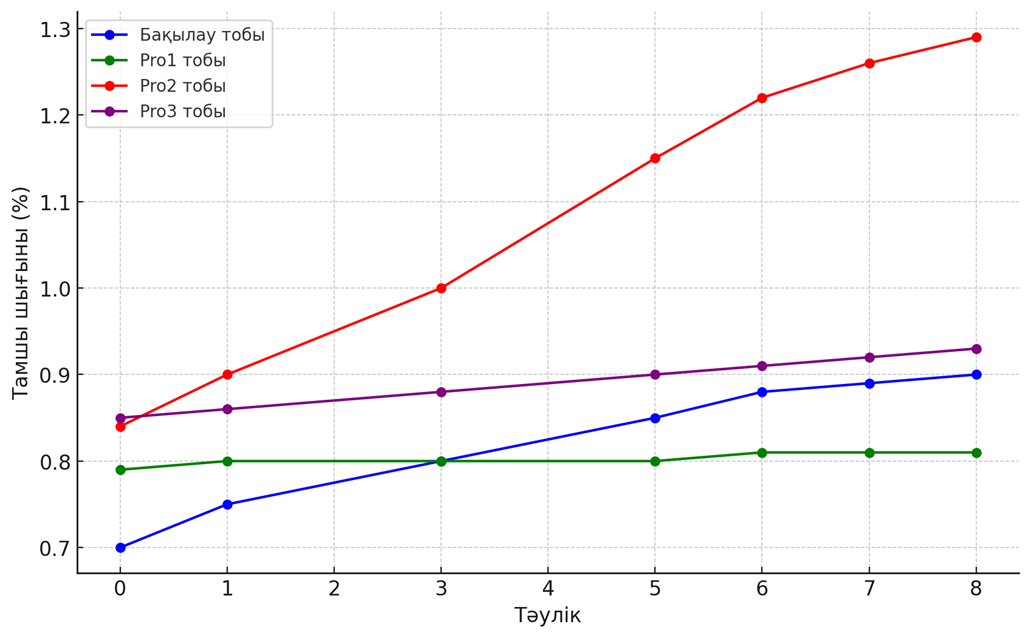 Бақылау тобы
Pro1 тобы
Pro2 тобы
Pro3 тобы
Тамшы шығыны (%)
1.3
1.2
1.1
1.0
0.9
0.8
0.7
0 1 2 3 4 5 6 7 8
Тәулік